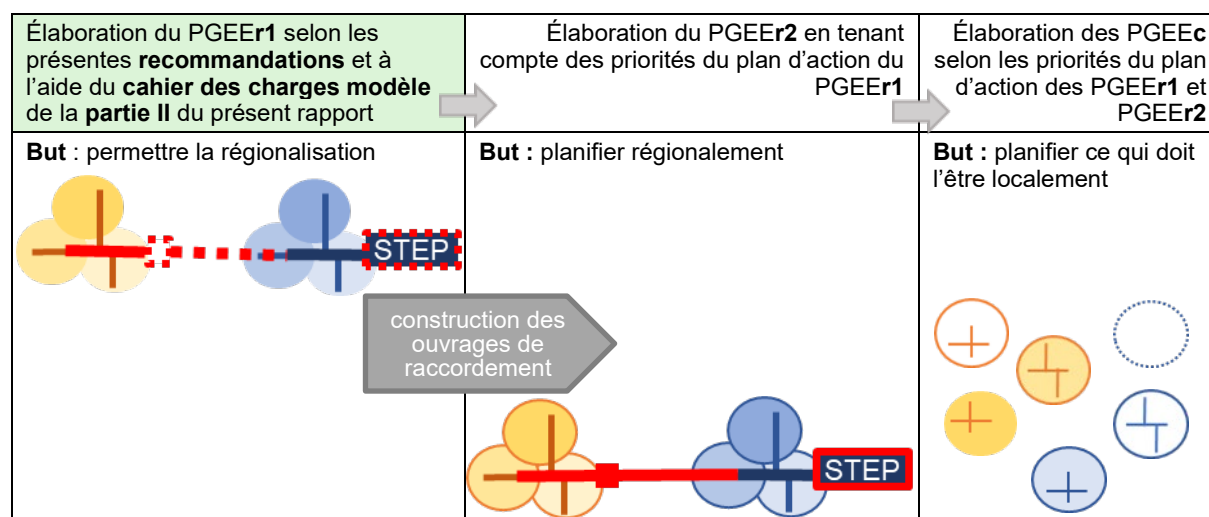 Élaboration du PGEEr1 selon les
présentes recommandations et à
l'aide du cahier des charges modèle
de la partie II du présent rapport
Élaboration du PGEEr2 en tenant
compte des priorités du plan d'action du
PGEEr1
Élaboration des PGEEc
selon les priorités du plan
d'action des PGEEr1 et
PGEEr2
But : permettre la régionalisation
STEP
construction des
ouvrages de
raccordement
But : planifier régionalement
STEP
But : planifier ce qui doit
l'être localement